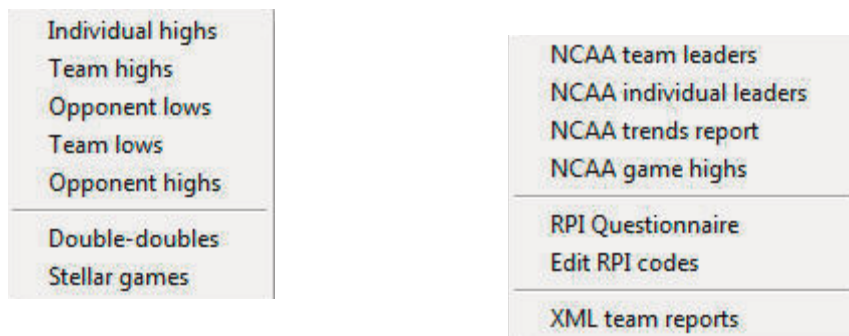 Individual highs
Team highs
Opponent lows
Team lows
Opponent highs
Double-doubles
Stellar games
NCAA team leaders
NCAA individual leaders
NCAA trends report
NCAA game highs
RPI Questionnaire
Edit RPI codes
XML team reports